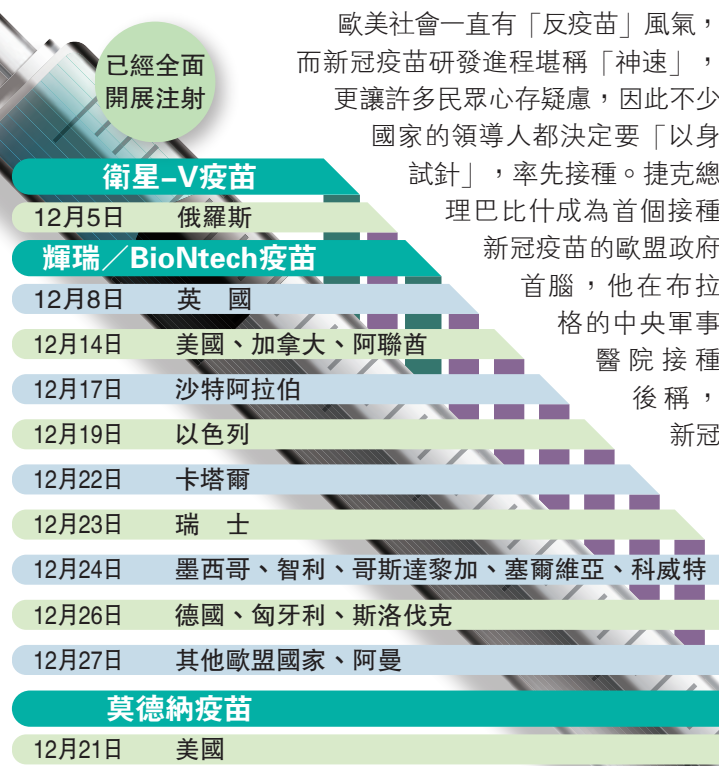 歐美社會一直有「反疫苗」風氣，
而新冠疫苗研發進程堪稱「神速」，
更讓許多民眾心存疑慮，因此不少
國家的領導人都決定要「以身
試針」，率先接種。捷克總
理巴比什成為首個接種
新冠疫苗的歐盟政府
首腦，他在布拉
格的中央軍事
醫院接種
後稱，
新冠
已經全面
開展注射
衛星–V疫苗
12月5日 俄羅斯
輝瑞／BioNtech疫苗
12月8日 英　國
12月14日 美國、加拿大、阿聯酋
12月17日 沙特阿拉伯
12月19日 以色列
12月22日 卡塔爾
12月23日 瑞　士
12月24日 墨西哥、智利、哥斯達黎加、塞爾維亞、科威特
12月26日 德國、匈牙利、斯洛伐克
12月27日 其他歐盟國家、阿曼
莫德納疫苗
12月21日 美國